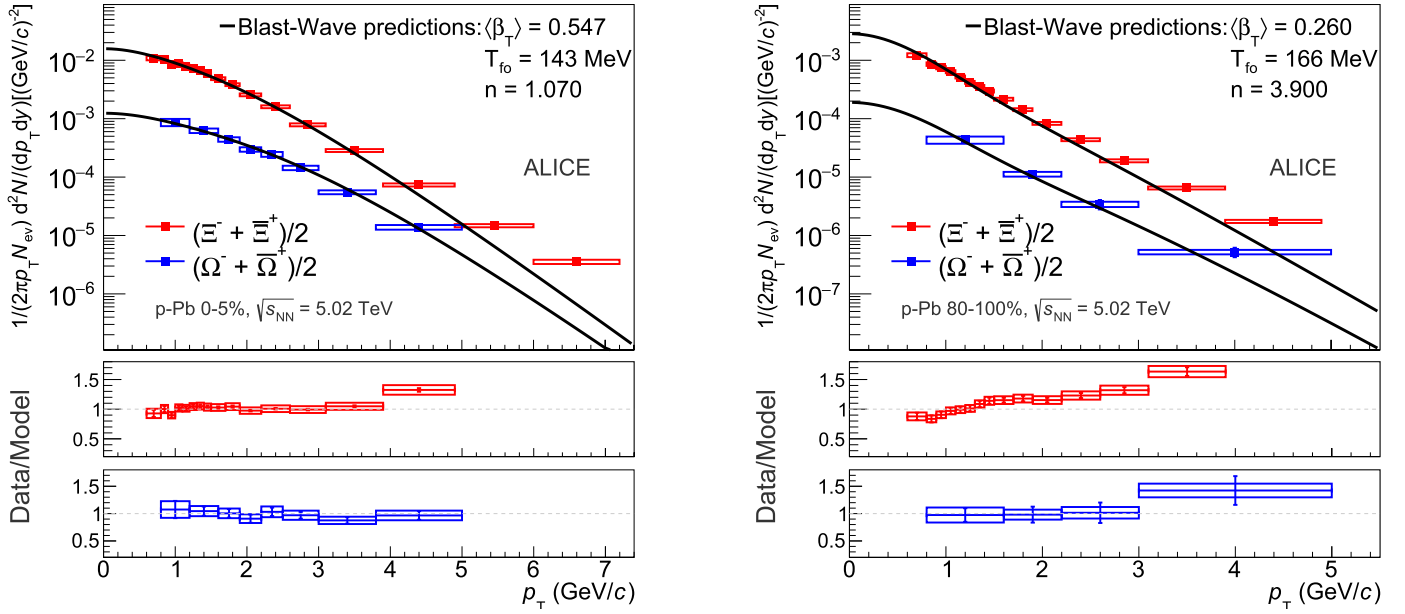 Blast-Wave predictions: ⟨β_T⟩ = 0.547
T_fo = 143 MeV
n = 1.070
ALICE
1/(2πp_T N_ev) d²N/(dp_T dy)[(GeV/c)⁻²]
10⁻²
10⁻³
10⁻⁴
10⁻⁵
10⁻⁶
(Ξ⁻ + Ξ̅⁺)/2
(Ω⁻ + Ω̅⁺)/2
p-Pb 0-5%, √s_NN = 5.02 TeV
Data/Model
1.5
1
0.5
1.5
1
0.5
0 1 2 3 4 5 6 7
p_T (GeV/c)
Blast-Wave predictions: ⟨β_T⟩ = 0.260
T_fo = 166 MeV
n = 3.900
ALICE
1/(2πp_T N_ev) d²N/(dp_T dy)[(GeV/c)⁻²]
10⁻³
10⁻⁴
10⁻⁵
10⁻⁶
10⁻⁷
(Ξ⁻ + Ξ̅⁺)/2
(Ω⁻ + Ω̅⁺)/2
p-Pb 80-100%, √s_NN = 5.02 TeV
Data/Model
1.5
1
0.5
1.5
1
0.5
0 1 2 3 4 5
p_T (GeV/c)